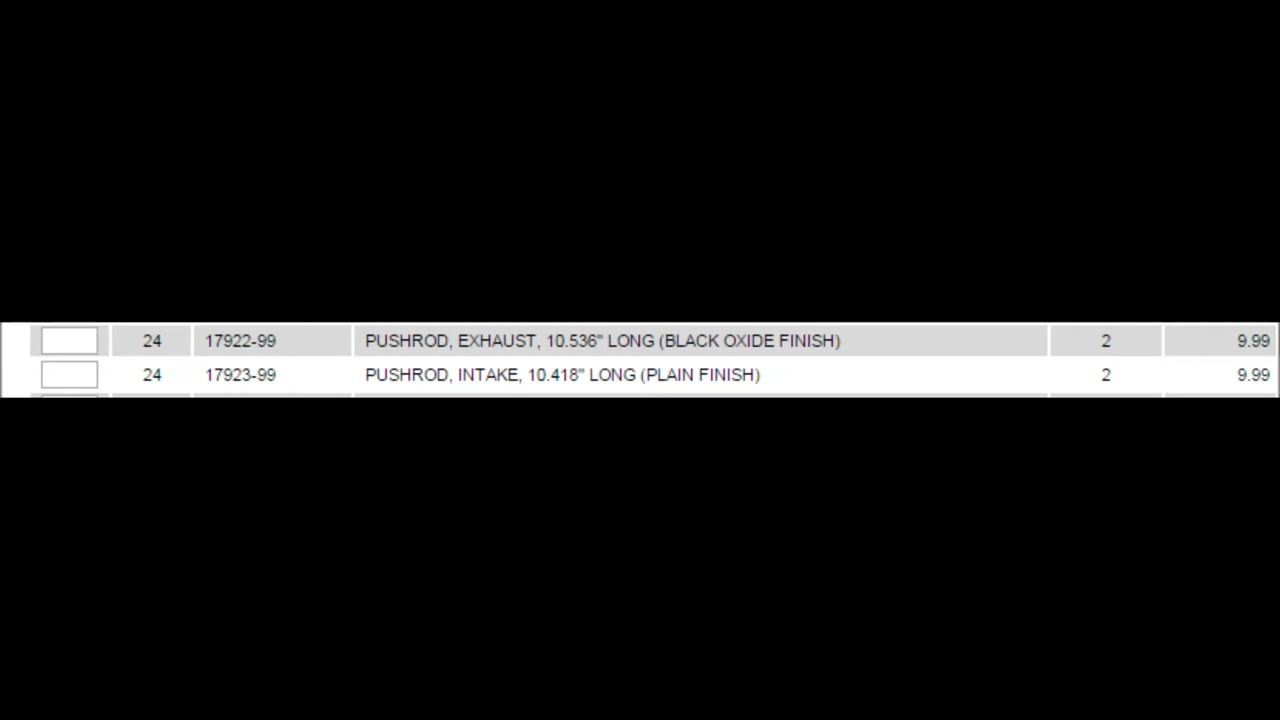 24 17922-99 PUSHROD, EXHAUST, 10.536" LONG (BLACK OXIDE FINISH) 2 9.99
24 17923-99 PUSHROD, INTAKE, 10.418" LONG (PLAIN FINISH) 2 9.99